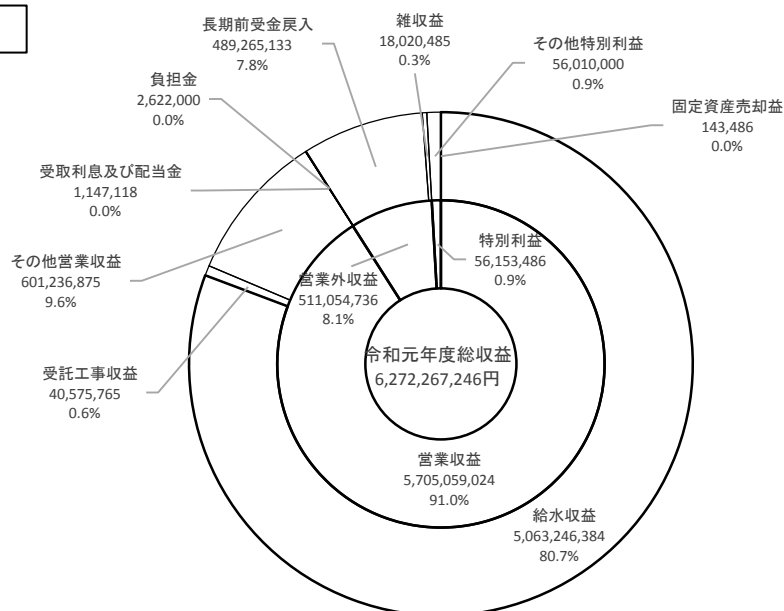 長期前受金戻入
489,265,133
7.8%
雑収益
18,020,485
0.3%
その他特別利益
56,010,000
0.9%
負担金
2,622,000
0.0%
固定資産売却益
143,486
0.0%
受取利息及び配当金
1,147,118
0.0%
その他営業収益
601,236,875
9.6%
営業外収益
511,054,736
8.1%
特別利益
56,153,486
0.9%
受託工事収益
40,575,765
0.6%
令和元年度総収益
6,272,267,246円
営業収益
5,705,059,024
91.0%
給水収益
5,063,246,384
80.7%